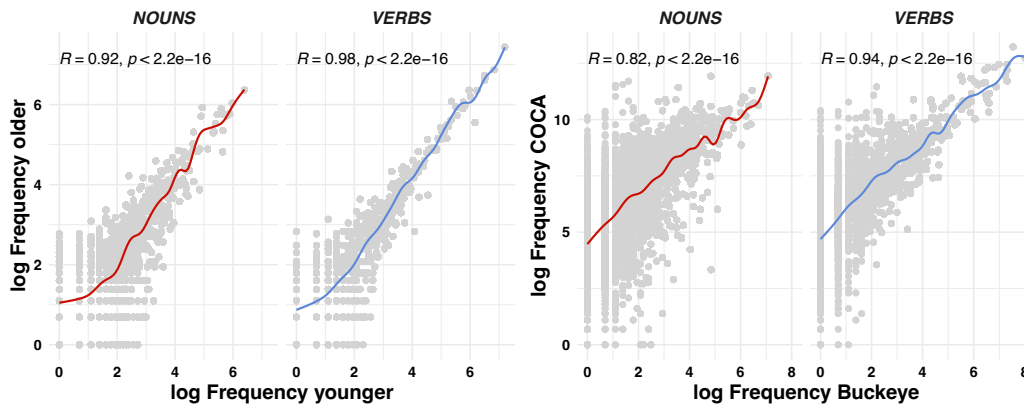 NOUNS VERBS NOUNS VERBS
R = 0.92, p < 2.2e−16 R = 0.98, p < 2.2e−16 R = 0.82, p < 2.2e−16 R = 0.94, p < 2.2e−16
log Frequency older
6
4
2
0
log Frequency COCA
10
5
0
0 2 4 6 0 2 4 6 0 2 4 6 0 2 4 6 8
log Frequency younger log Frequency Buckeye